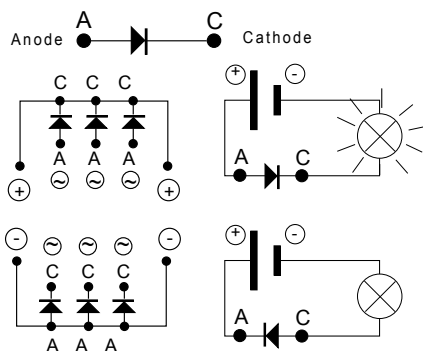 Anode A C Cathode
C C C
A A A
~ ~ ~
+ +
+ -
A C
- -
~ ~ ~
C C C
A A A
+ -
A C